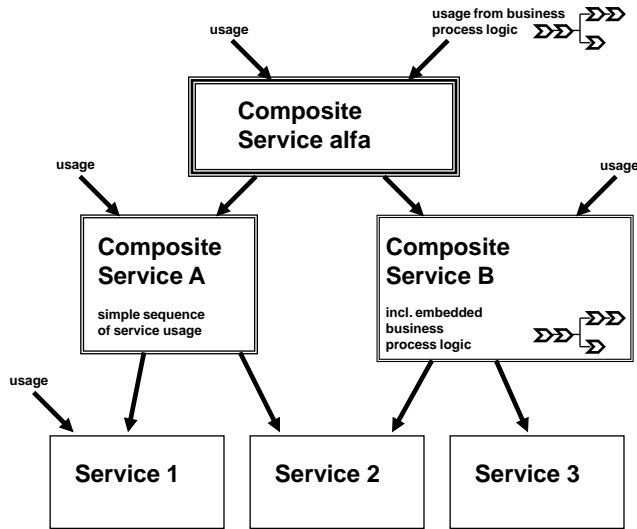 usage from business
process logic
usage
Composite
Service alfa
usage
usage
Composite
Service A
simple sequence
of service usage
Composite
Service B
incl. embedded
business
process logic
usage
Service 1
Service 2
Service 3